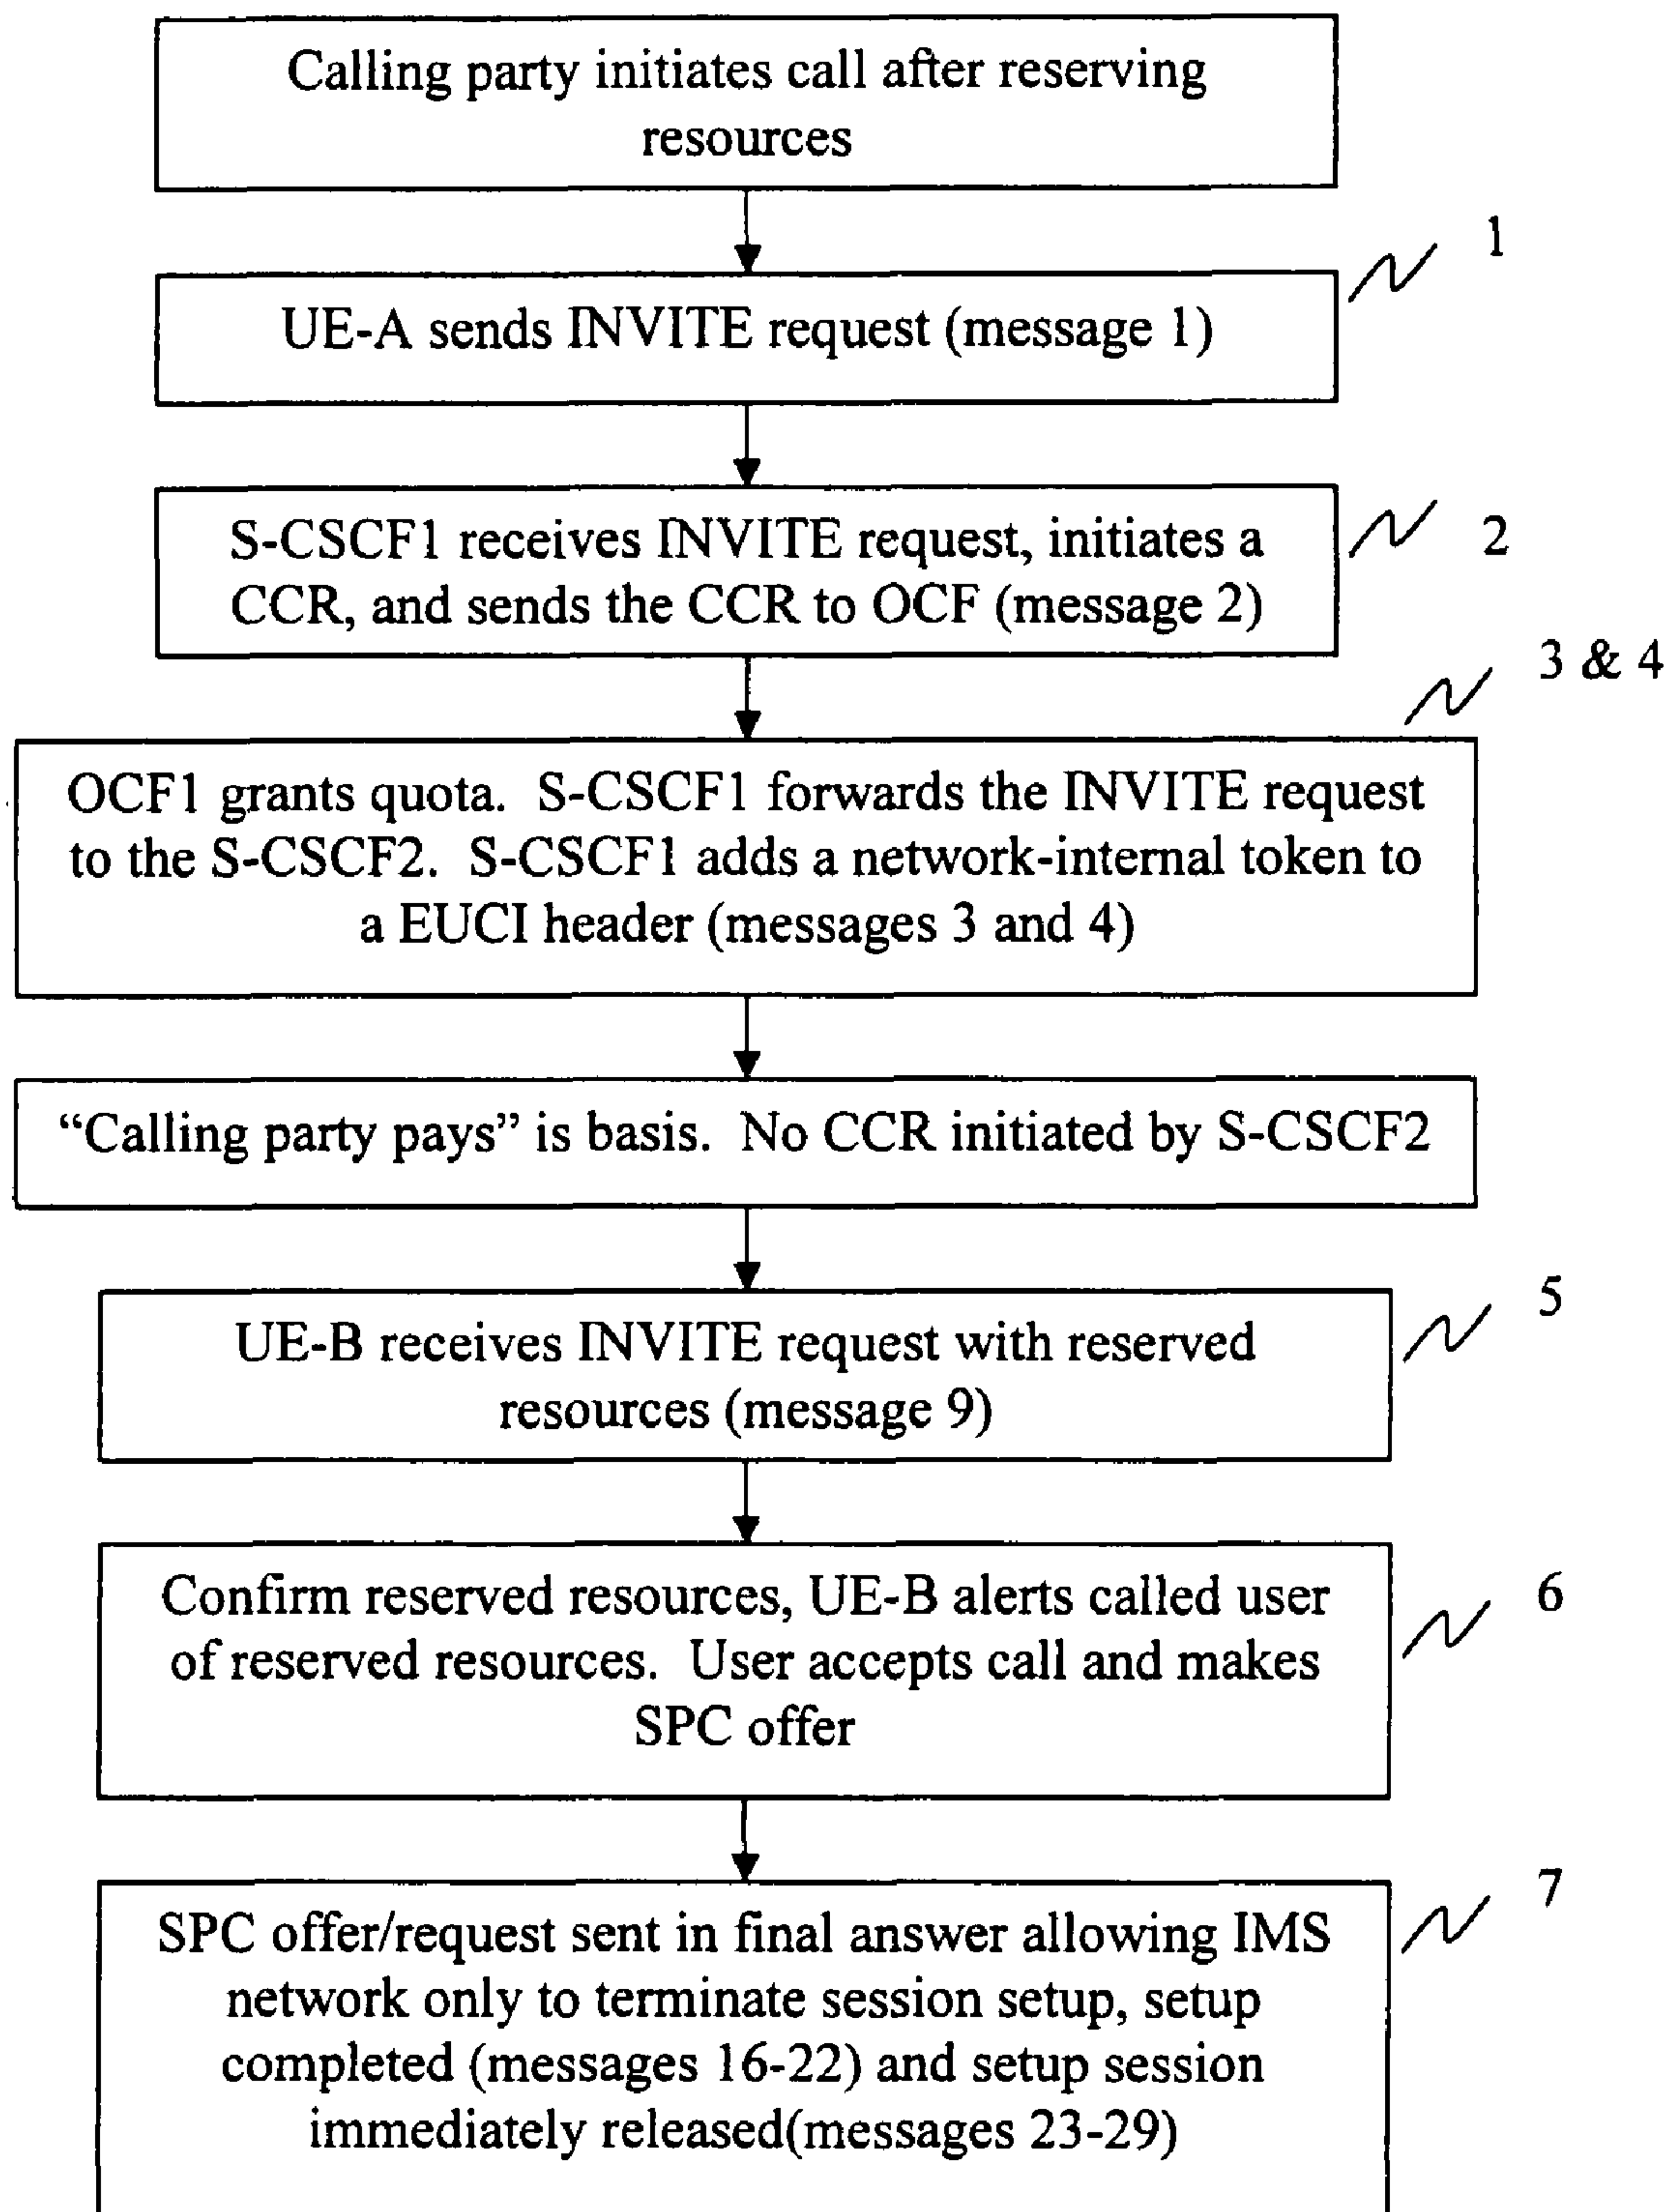 Calling party initiates call after reserving
resources
1
UE-A sends INVITE request (message 1)
S-CSCF1 receives INVITE request, initiates a
CCR, and sends the CCR to OCF (message 2)
2
3 & 4
OCF1 grants quota. S-CSCF1 forwards the INVITE request
to the S-CSCF2. S-CSCF1 adds a network-internal token to
a EUCI header (messages 3 and 4)
“Calling party pays” is basis. No CCR initiated by S-CSCF2
5
UE-B receives INVITE request with reserved
resources (message 9)
Confirm reserved resources, UE-B alerts called user
of reserved resources. User accepts call and makes
SPC offer
6
7
SPC offer/request sent in final answer allowing IMS
network only to terminate session setup, setup
completed (messages 16-22) and setup session
immediately released(messages 23-29)